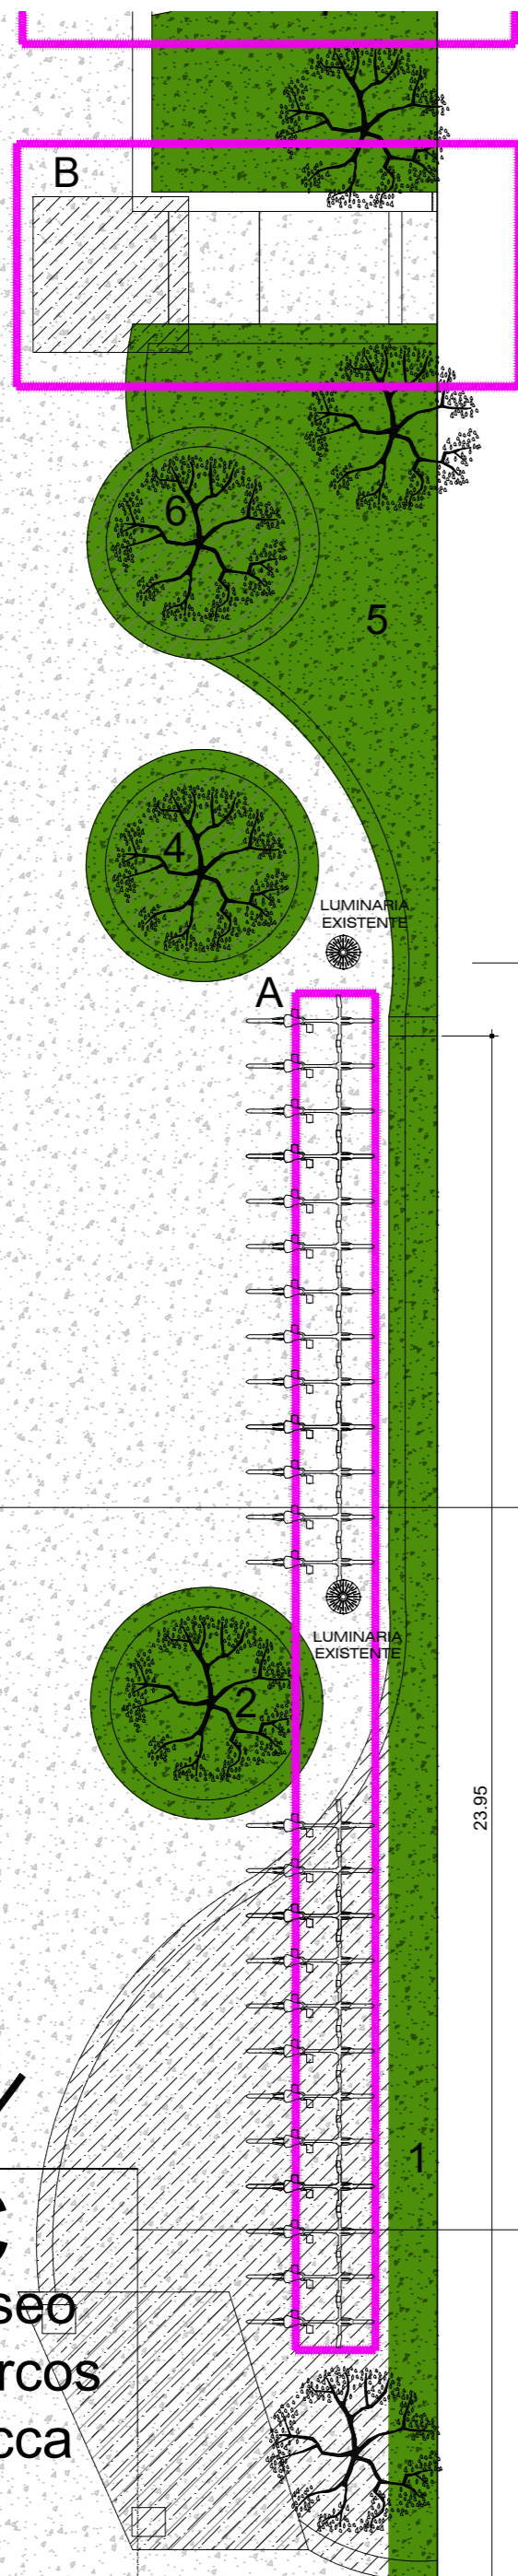 B
6
5
4
LUMINARIA
EXISTENTE
A
LUMINARIA
EXISTENTE
2
23.95
1
seo
rcos
cca